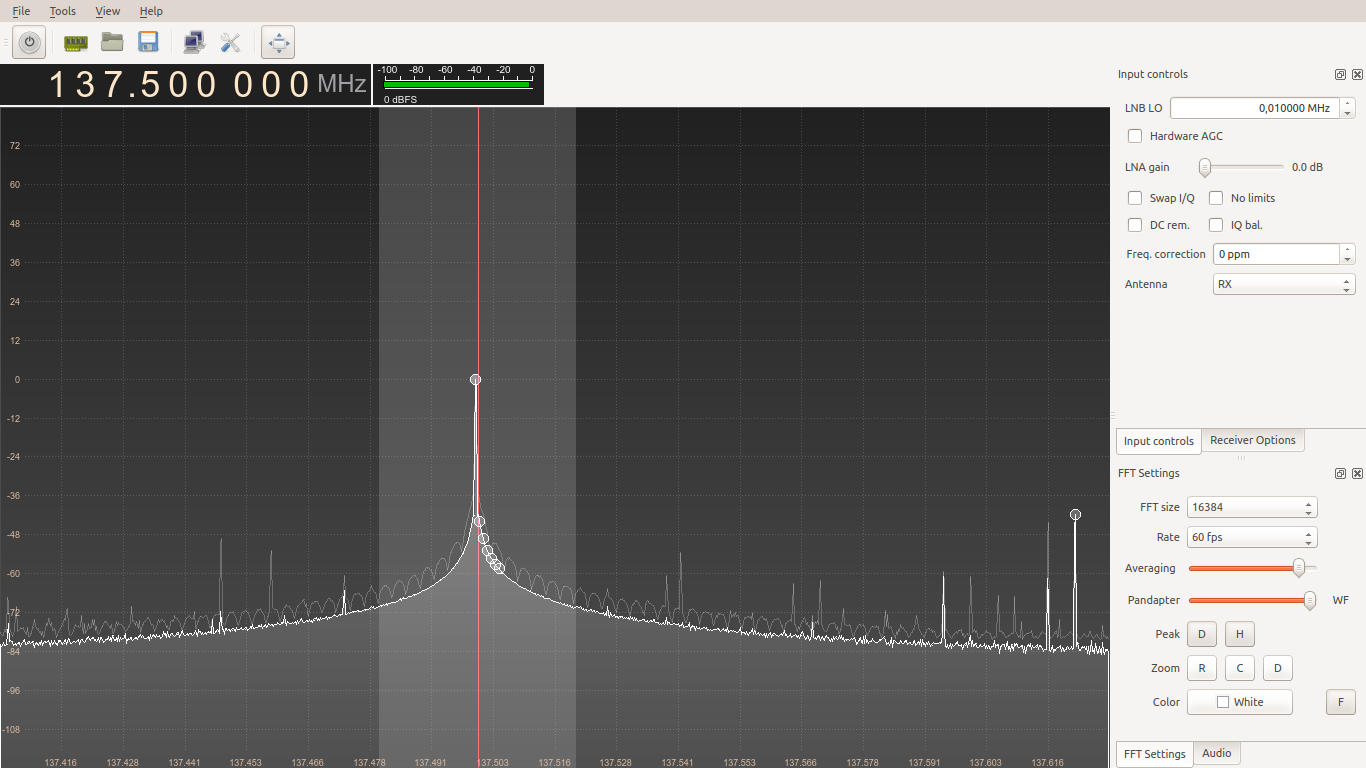 File Tools View Help
137.500 000 MHz
-100 -80 -60 -40 -20 0
0 dBFS
72
60
48
36
24
12
0
-12
-24
-36
-48
-60
-72
-84
-96
-108
137.416 137.428 137.441 137.453 137.466 137.478 137.491 137.503 137.516 137.528 137.541 137.553 137.566 137.578 137.591 137.603 137.616
Input controls
LNB LO 0,010000 MHz
Hardware AGC
LNA gain 0.0 dB
Swap I/Q No limits
DC rem. IQ bal.
Freq. correction 0 ppm
Antenna RX
Input controls Receiver Options
FFT Settings
FFT size 16384
Rate 60 fps
Averaging
Pandapter WF
Peak D H
Zoom R C D
Color White F
FFT Settings Audio